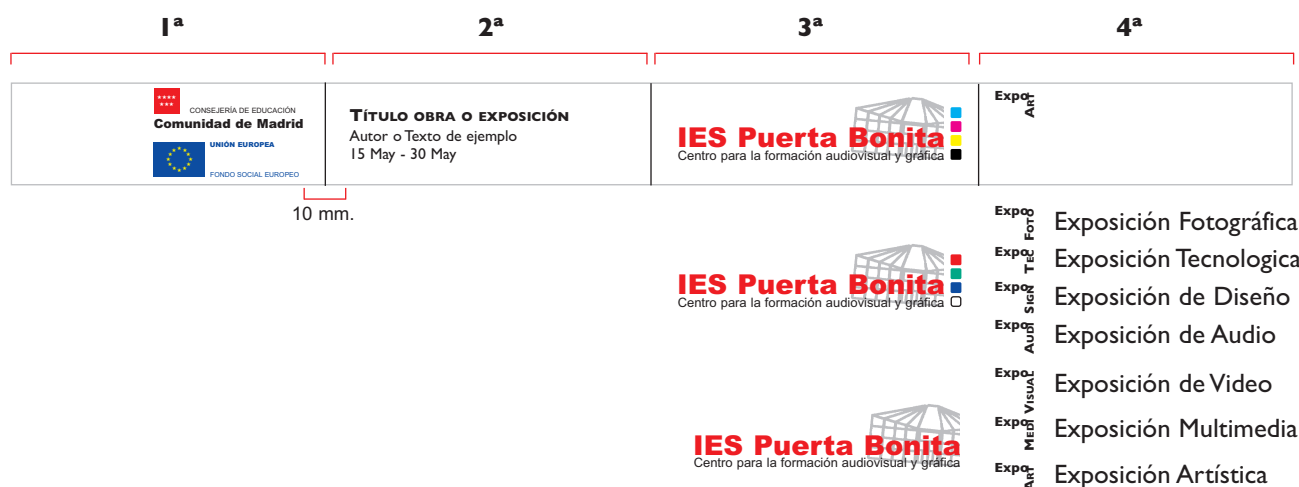 1ª 2ª 3ª 4ª
CONSEJERÍA DE EDUCACIÓN
Comunidad de Madrid
UNIÓN EUROPEA
FONDO SOCIAL EUROPEO
TÍTULO OBRA O EXPOSICIÓN
Autor o Texto de ejemplo
15 May - 30 May
IES Puerta Bonita
Centro para la formación audiovisual y gráfica
Expo
ART
10 mm.
Expo FOTO Exposición Fotográfica
Expo TEC Exposición Tecnologica
IES Puerta Bonita
Centro para la formación audiovisual y gráfica
Expo SIGN Exposición de Diseño
Expo AUDI Exposición de Audio
Expo VISUAL Exposición de Video
Expo MEDI Exposición Multimedia
IES Puerta Bonita
Centro para la formación audiovisual y gráfica
Expo ART Exposición Artística